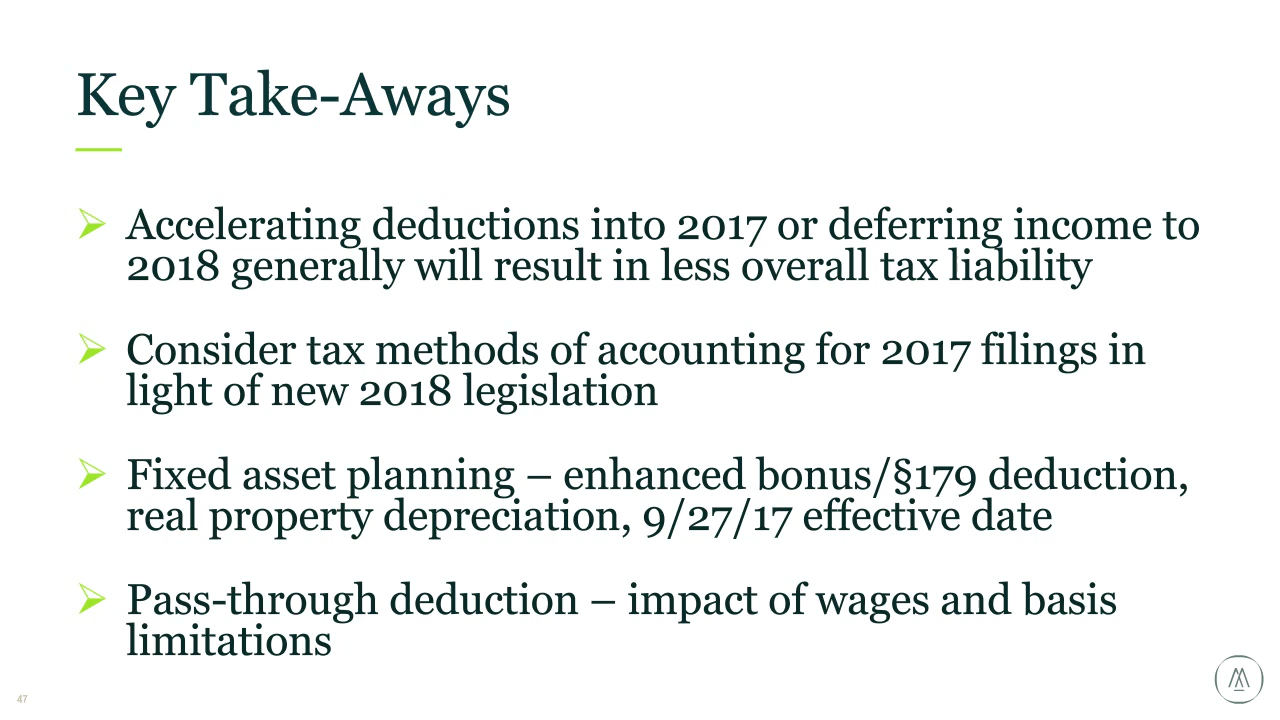 Key Take-Aways
Accelerating deductions into 2017 or deferring income to
2018 generally will result in less overall tax liability
Consider tax methods of accounting for 2017 filings in
light of new 2018 legislation
Fixed asset planning – enhanced bonus/§179 deduction,
real property depreciation, 9/27/17 effective date
Pass-through deduction – impact of wages and basis
limitations
47